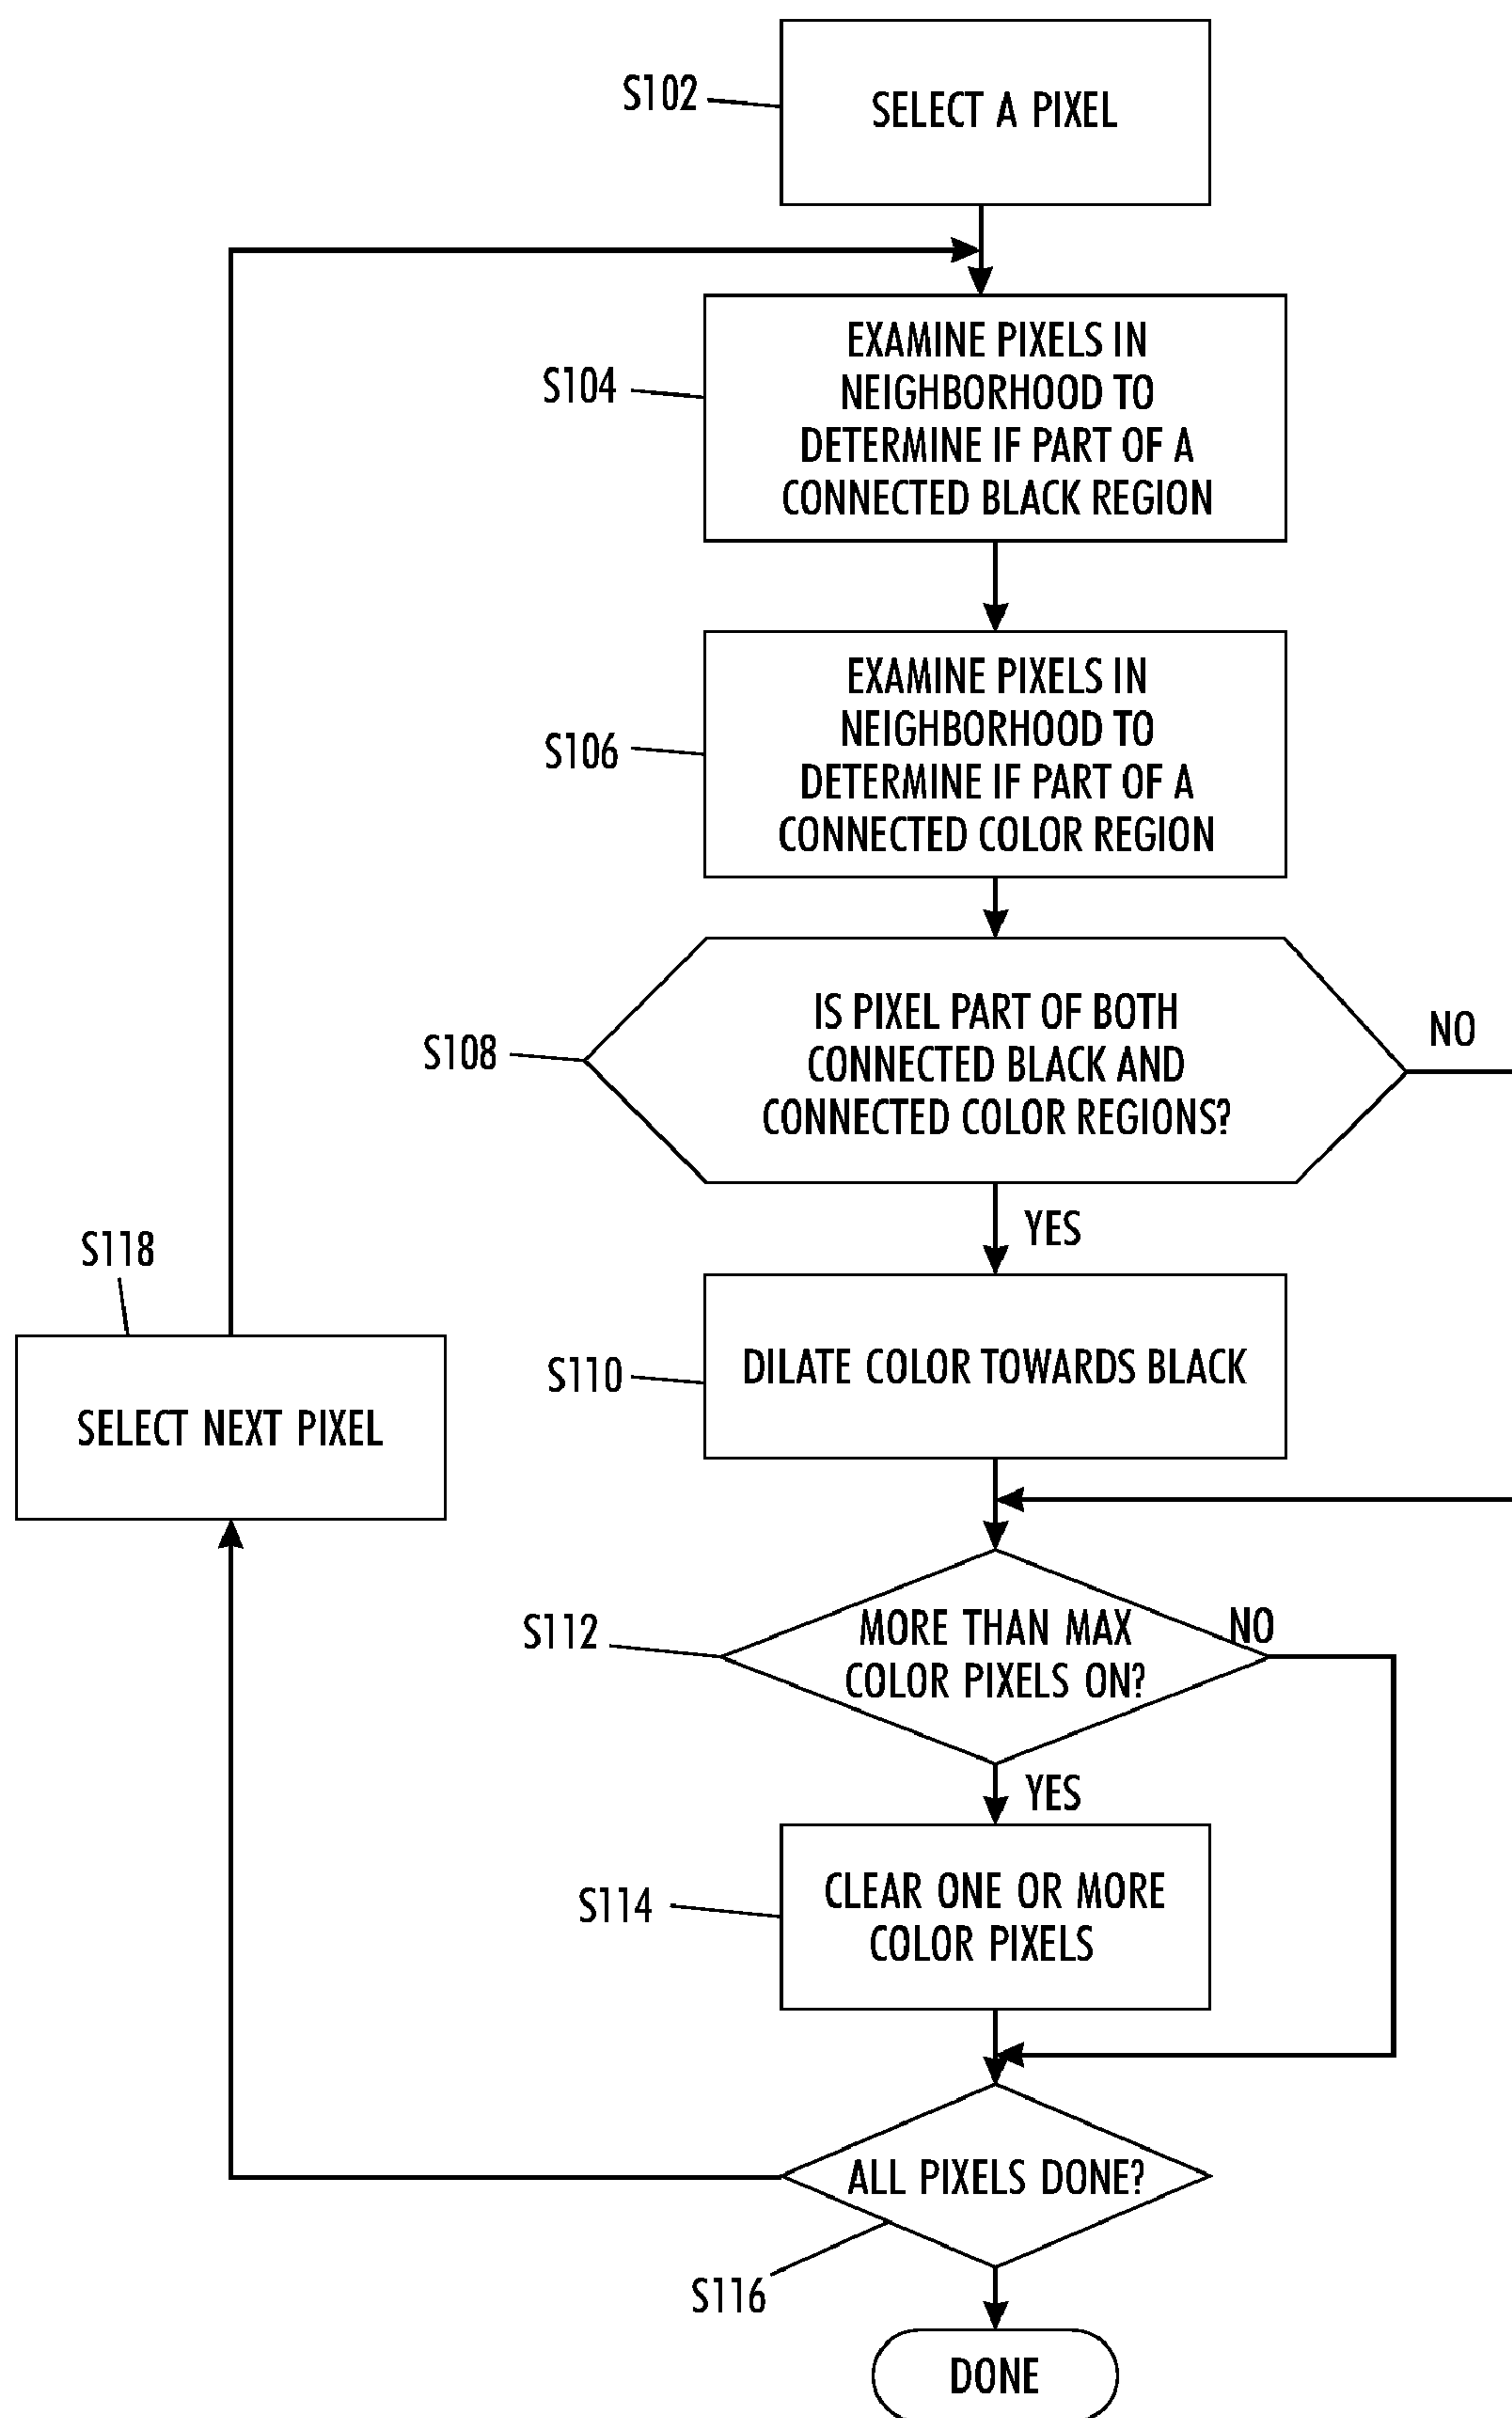 S102
SELECT A PIXEL
S104
EXAMINE PIXELS IN
NEIGHBORHOOD TO
DETERMINE IF PART OF A
CONNECTED BLACK REGION
S106
EXAMINE PIXELS IN
NEIGHBORHOOD TO
DETERMINE IF PART OF A
CONNECTED COLOR REGION
S108
IS PIXEL PART OF BOTH
CONNECTED BLACK AND
CONNECTED COLOR REGIONS?
NO
YES
S118
SELECT NEXT PIXEL
S110
DILATE COLOR TOWARDS BLACK
S112
MORE THAN MAX
COLOR PIXELS ON?
NO
YES
S114
CLEAR ONE OR MORE
COLOR PIXELS
ALL PIXELS DONE?
S116
DONE